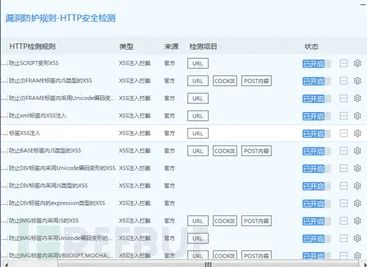 漏洞防护规则-HTTP安全检测
HTTP检测规则 类型 来源 检测项目 状态
防止SCRIPT变形XSS XSS注入拦截 官方 URL 已开启
防止(I)FRAME标签内JS类型的XSS XSS注入拦截 官方 URL COOKIE POST内容 已开启
防止(I)FRAME标签内采用Unicode编码变... XSS注入拦截 官方 URL 已开启
防止xml标签内XSS注入 XSS注入拦截 官方 URL 已开启
标签XSS注入 XSS注入拦截 官方 URL 已开启
防止BASE标签内JS类型的XSS XSS注入拦截 官方 URL COOKIE POST内容 已开启
防止DIV标签内采用Unicode编码变形的XSS XSS注入拦截 官方 已开启
防止DIV标签内采用JS类型的XSS XSS注入拦截 官方 已开启
防止DIV标签内的expression类型的XSS XSS注入拦截 官方 已开启
防止IMG标签内采用JS的XSS XSS注入拦截 官方 URL COOKIE POST内容 已开启
防止IMG标签内采用Unicode编码变形的... XSS注入拦截 官方 URL 已开启
防止IMG标签内采用VBSCRIPT,MOCHA... XSS注入拦截 官方 URL COOKIE POST内容 已开启